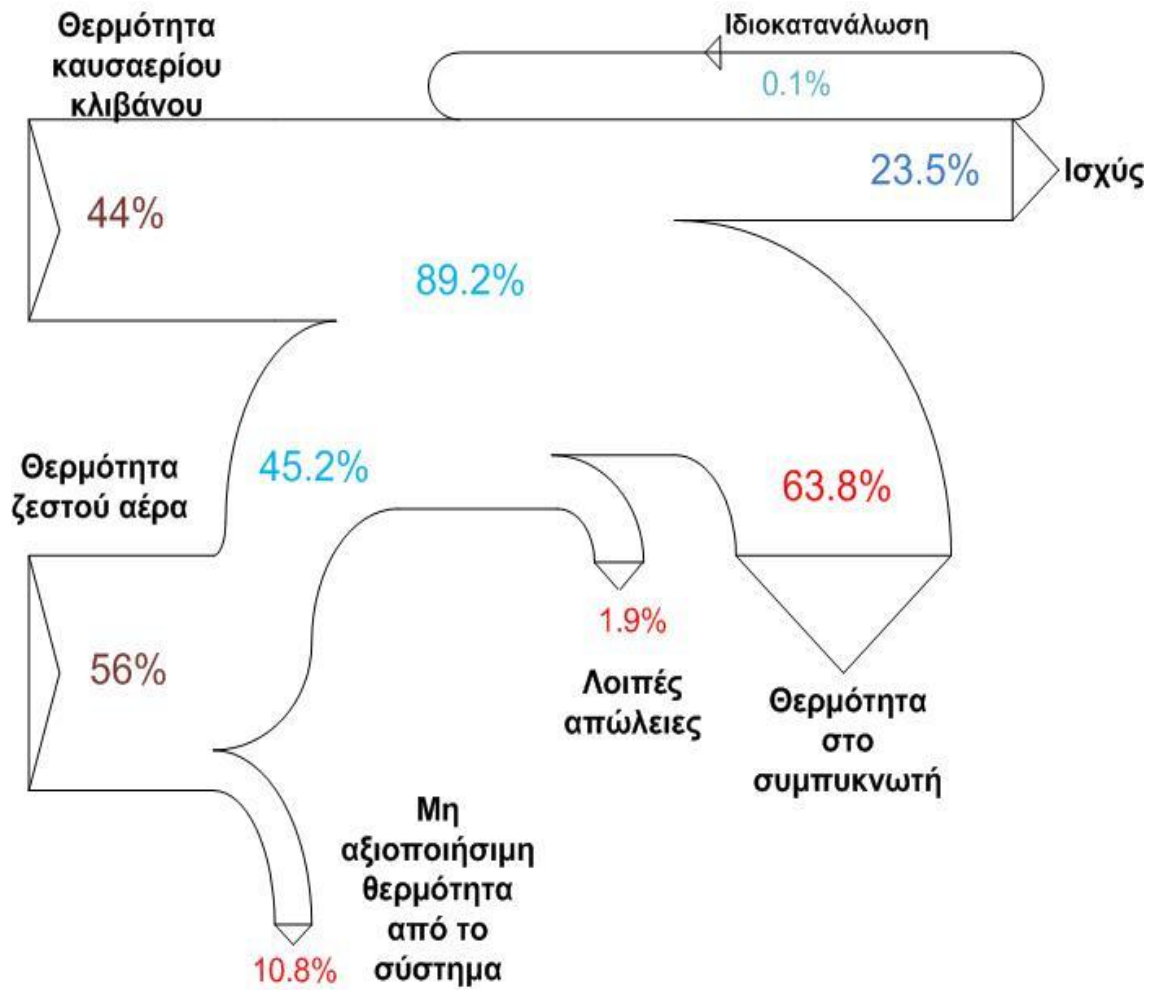 Θερμότητα
καυσαερίου
κλιβάνου
Ιδιοκατανάλωση
0.1%
44%
23.5%
Ισχύς
89.2%
Θερμότητα
ζεστού αέρα
45.2%
63.8%
56%
1.9%
Λοιπές
απώλειες
Θερμότητα
στο
συμπυκνωτή
Μη
αξιοποιήσιμη
θερμότητα
από το
σύστημα
10.8%